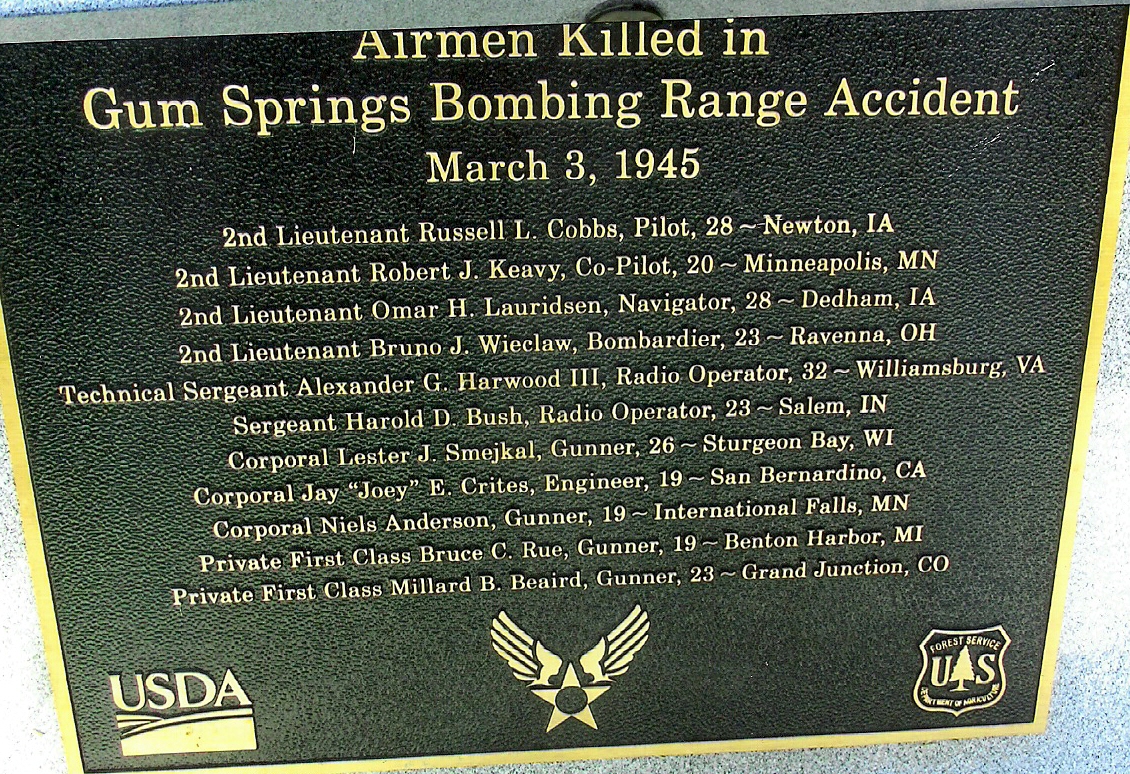 Airmen Killed in
Gum Springs Bombing Range Accident
March 3, 1945
2nd Lieutenant Russell L. Cobbs, Pilot, 28 ~ Newton, IA
2nd Lieutenant Robert J. Keavy, Co-Pilot, 20 ~ Minneapolis, MN
2nd Lieutenant Omar H. Lauridsen, Navigator, 28 ~ Dedham, IA
2nd Lieutenant Bruno J. Wieclaw, Bombardier, 23 ~ Ravenna, OH
Technical Sergeant Alexander G. Harwood III, Radio Operator, 32 ~ Williamsburg, VA
Sergeant Harold D. Bush, Radio Operator, 23 ~ Salem, IN
Corporal Lester J. Smejkal, Gunner, 26 ~ Sturgeon Bay, WI
Corporal Jay "Joey" E. Crites, Engineer, 19 ~ San Bernardino, CA
Corporal Niels Anderson, Gunner, 19 ~ International Falls, MN
Private First Class Bruce C. Rue, Gunner, 19 ~ Benton Harbor, MI
Private First Class Millard B. Beaird, Gunner, 23 ~ Grand Junction, CO
USDA
FOREST SERVICE
U S
DEPARTMENT OF AGRICULTURE